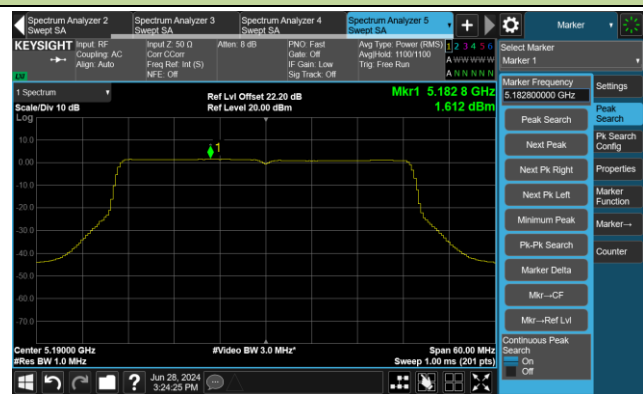 Spectrum Analyzer 2
Swept SA
Spectrum Analyzer 3
Swept SA
Spectrum Analyzer 4
Swept SA
Spectrum Analyzer 5
Swept SA
Marker
KEYSIGHT
Input: RF
Coupling: AC
Align: Auto
Input Z: 50 Ω
Corr CCorr
Freq Ref: Int (S)
NFE: Off
Atten: 8 dB
PNO: Fast
Gate: Off
IF Gain: Low
Sig Track: Off
Avg Type: Power (RMS)
Avg|Hold: 1100/1100
Trig: Free Run
1 2 3 4 5 6
A W W W W W
A N N N N N
LW
Select Marker
Marker 1
1 Spectrum
Scale/Div 10 dB
Ref Lvl Offset 22.20 dB
Ref Level 20.00 dBm
Mkr1 5.182 8 GHz
1.612 dBm
Log
10.0
0.00
-10.0
-20.0
-30.0
-40.0
-50.0
-60.0
-70.0
1
Center 5.19000 GHz
#Res BW 1.0 MHz
#Video BW 3.0 MHz*
Span 60.00 MHz
Sweep 1.00 ms (201 pts)
Marker Frequency
5.182800000 GHz
Peak Search
Next Peak
Next Pk Right
Next Pk Left
Minimum Peak
Pk-Pk Search
Marker Delta
Mkr→CF
Mkr→Ref Lvl
Continuous Peak
Search
On
Off
Settings
Peak
Search
Pk Search
Config
Properties
Marker
Function
Marker→
Counter
?
Jun 28, 2024
3:24:25 PM